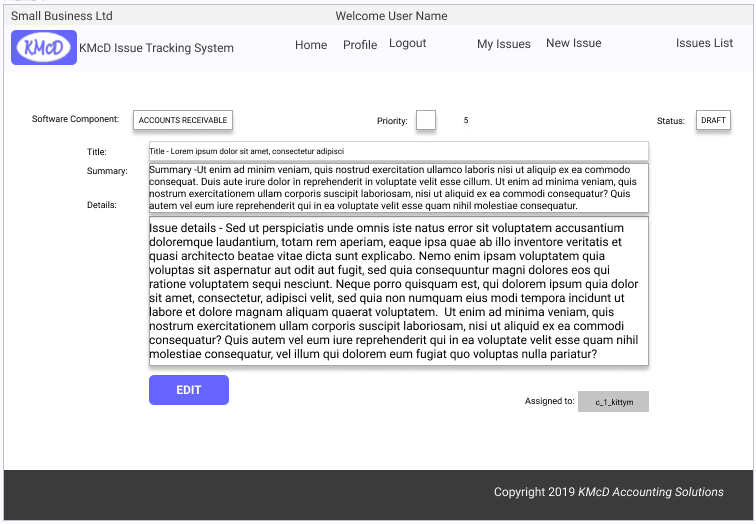 Small Business Ltd
Welcome User Name
KMcD KMcD Issue Tracking System
Home Profile Logout My Issues New Issue Issues List
Software Component: ACCOUNTS RECEIVABLE Priority: 5 Status: DRAFT
Title: Title - Lorem ipsum dolor sit amet, consectetur adipisci
Summary: Summary -Ut enim ad minim veniam, quis nostrud exercitation ullamco laboris nisi ut aliquip ex ea commodo
consequat. Duis aute irure dolor in reprehenderit in voluptate velit esse cillum. Ut enim ad minima veniam, quis
nostrum exercitationem ullam corporis suscipit laboriosam, nisi ut aliquid ex ea commodi consequatur? Quis
autem vel eum iure reprehenderit qui in ea voluptate velit esse quam nihil molestiae consequatur.
Details:
Issue details - Sed ut perspiciatis unde omnis iste natus error sit voluptatem accusantium
doloremque laudantium, totam rem aperiam, eaque ipsa quae ab illo inventore veritatis et
quasi architecto beatae vitae dicta sunt explicabo. Nemo enim ipsam voluptatem quia
voluptas sit aspernatur aut odit aut fugit, sed quia consequuntur magni dolores eos qui
ratione voluptatem sequi nesciunt. Neque porro quisquam est, qui dolorem ipsum quia dolor
sit amet, consectetur, adipisci velit, sed quia non numquam eius modi tempora incidunt ut
labore et dolore magnam aliquam quaerat voluptatem.  Ut enim ad minima veniam, quis
nostrum exercitationem ullam corporis suscipit laboriosam, nisi ut aliquid ex ea commodi
consequatur? Quis autem vel eum iure reprehenderit qui in ea voluptate velit esse quam nihil
molestiae consequatur, vel illum qui dolorem eum fugiat quo voluptas nulla pariatur?
EDIT
Assigned to: c_1_kittym
Copyright 2019 KMcD Accounting Solutions